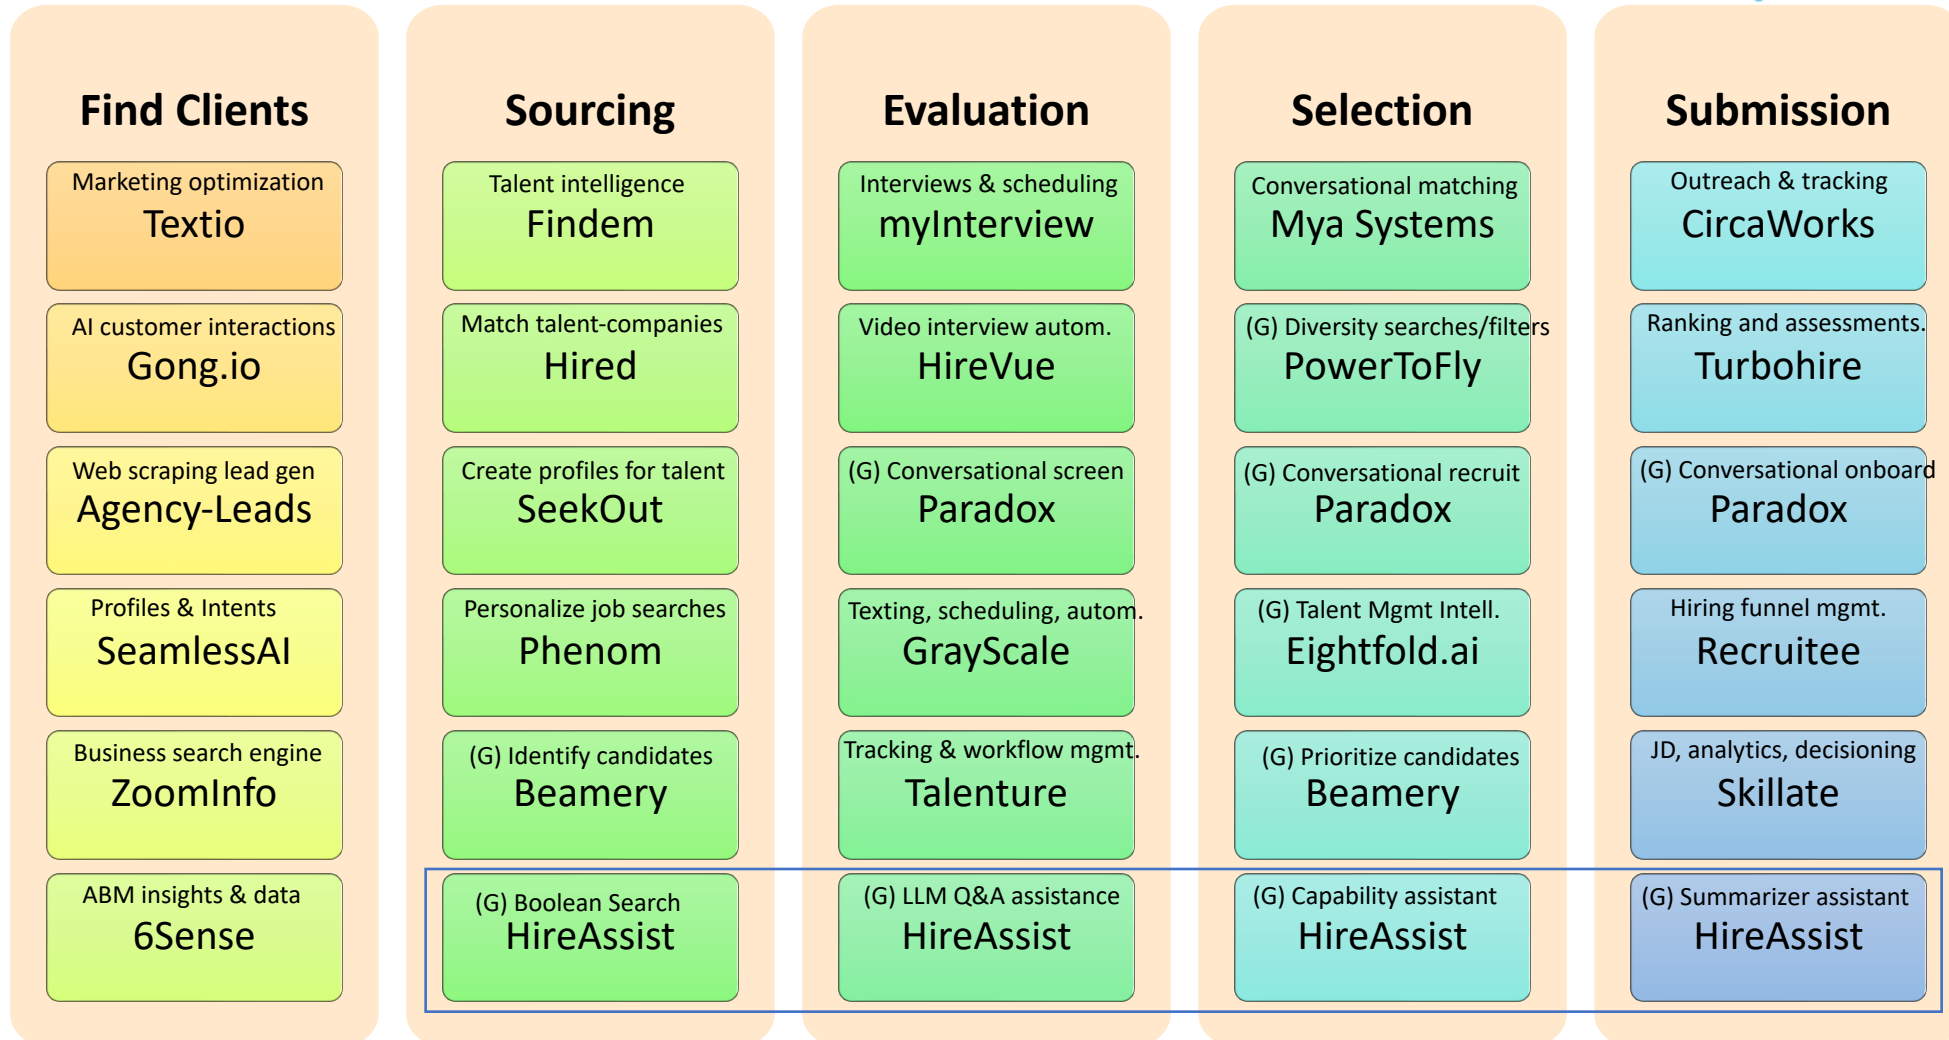 Find Clients
Marketing optimization
Textio
AI customer interactions
Gong.io
Web scraping lead gen
Agency-Leads
Profiles & Intents
SeamlessAI
Business search engine
ZoomInfo
ABM insights & data
6Sense
Sourcing
Talent intelligence
Findem
Match talent-companies
Hired
Create profiles for talent
SeekOut
Personalize job searches
Phenom
(G) Identify candidates
Beamery
(G) Boolean Search
HireAssist
Evaluation
Interviews & scheduling
myInterview
Video interview autom.
HireVue
(G) Conversational screen
Paradox
Texting, scheduling, autom.
GrayScale
Tracking & workflow mgmt.
Talenture
(G) LLM Q&A assistance
HireAssist
Selection
Conversational matching
Mya Systems
(G) Diversity searches/filters
PowerToFly
(G) Conversational recruit
Paradox
(G) Talent Mgmt Intell.
Eightfold.ai
(G) Prioritize candidates
Beamery
(G) Capability assistant
HireAssist
Submission
Outreach & tracking
CircaWorks
Ranking and assessments.
Turbohire
(G) Conversational onboard
Paradox
Hiring funnel mgmt.
Recruitee
JD, analytics, decisioning
Skillate
(G) Summarizer assistant
HireAssist